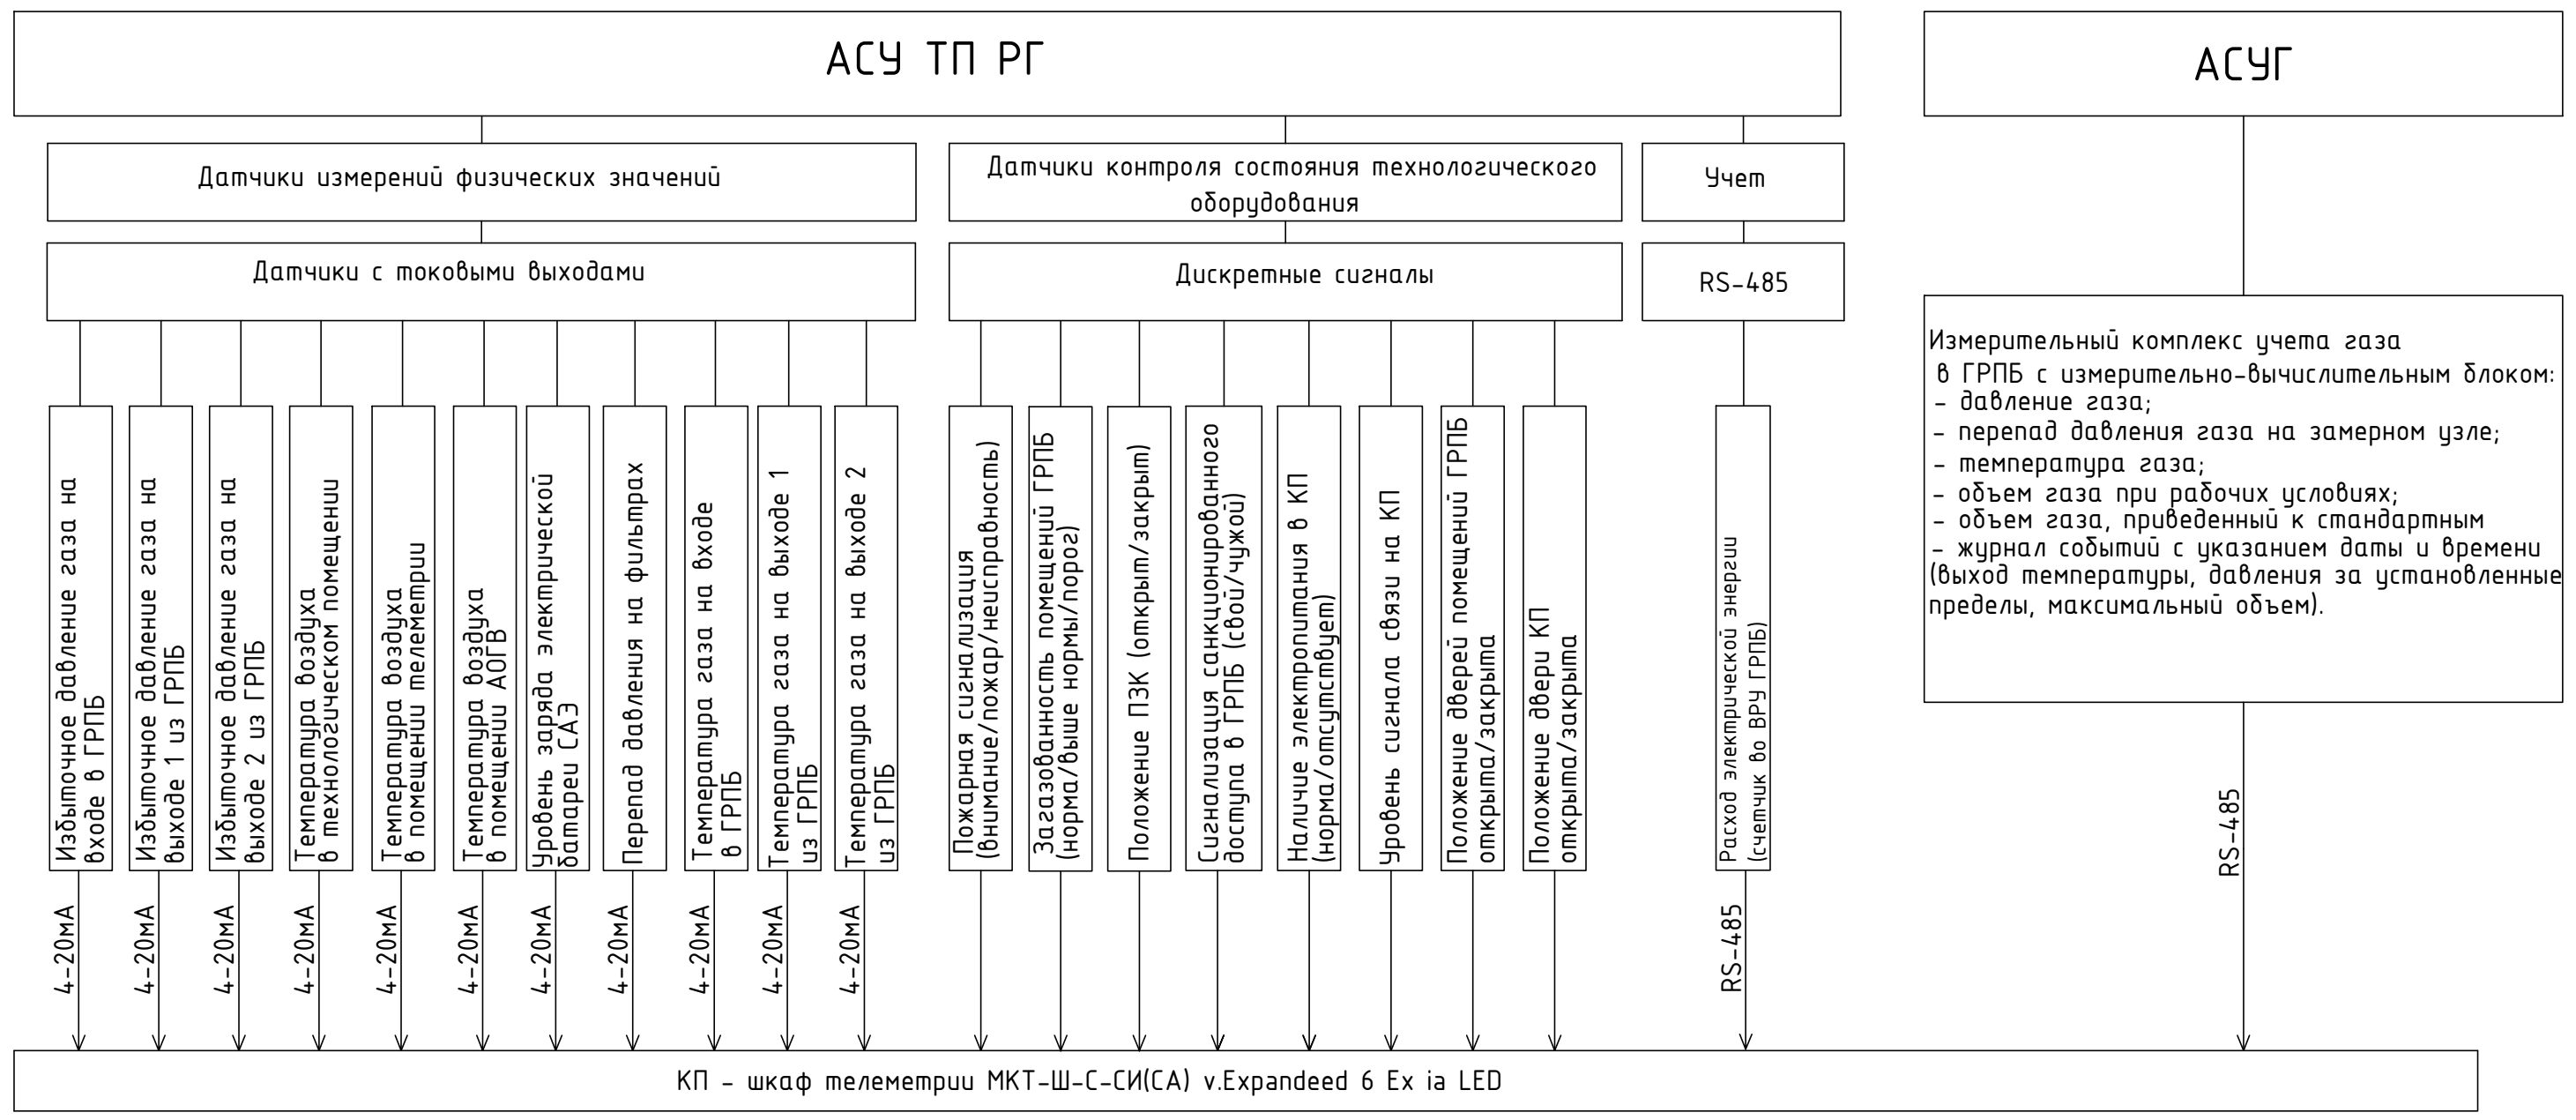 АСУ ТП РГ
АСУГ
Датчики измерений физических значений
Датчики контроля состояния технологического
оборудования
Учет
Датчики с токовыми выходами
Дискретные сигналы
RS-485
Избыточное давление газа на
входе в ГРПБ
Избыточное давление газа на
выходе 1 из ГРПБ
Избыточное давление газа на
выходе 2 из ГРПБ
Температура воздуха
в технологическом помещении
Температура воздуха
в помещении телеметрии
Температура воздуха
в помещении АОГВ
Уровень заряда электрической
батареи САЭ
Перепад давления на фильтрах
Температура газа на входе
в ГРПБ
Температура газа на выходе 1
из ГРПБ
Температура газа на выходе 2
из ГРПБ
Пожарная сигнализация
(внимание/пожар/неисправность)
Загазованность помещений ГРПБ
(норма/выше нормы/порог)
Положение ПЗК (открыт/закрыт)
Сигнализация санкционированного
доступа в ГРПБ (свой/чужой)
Наличие электропитания в КП
(норма/отсутствует)
Уровень сигнала связи на КП
Положение дверей помещений ГРПБ
открыта/закрыта
Положение двери КП
открыта/закрыта
Расход электрической энергии
(счетчик во ВРУ ГРПБ)
Измерительный комплекс учета газа
в ГРПБ с измерительно-вычислительным блоком:
- давление газа;
- перепад давления газа на замерном узле;
- температура газа;
- объем газа при рабочих условиях;
- объем газа, приведенный к стандартным
- журнал событий с указанием даты и времени
(выход температуры, давления за установленные
пределы, максимальный объем).
4-20мА
4-20мА
4-20мА
4-20мА
4-20мА
4-20мА
4-20мА
4-20мА
4-20мА
4-20мА
4-20мА
RS-485
RS-485
КП - шкаф телеметрии МКТ-Ш-С-СИ(СА) v.Expandeed 6 Ex ia LED